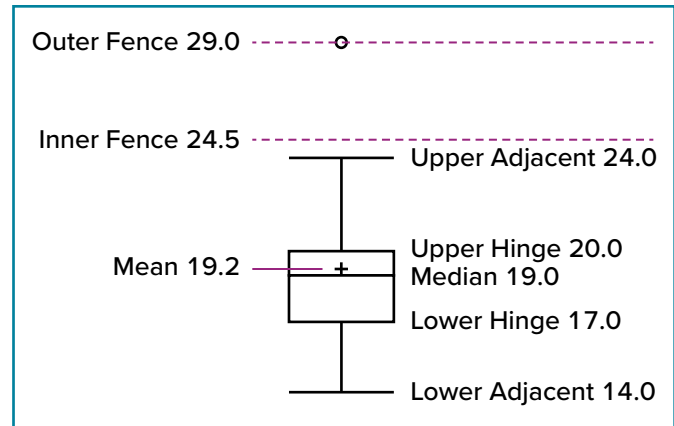 Outer Fence 29.0
Inner Fence 24.5
Upper Adjacent 24.0
Upper Hinge 20.0
Mean 19.2
Median 19.0
Lower Hinge 17.0
Lower Adjacent 14.0